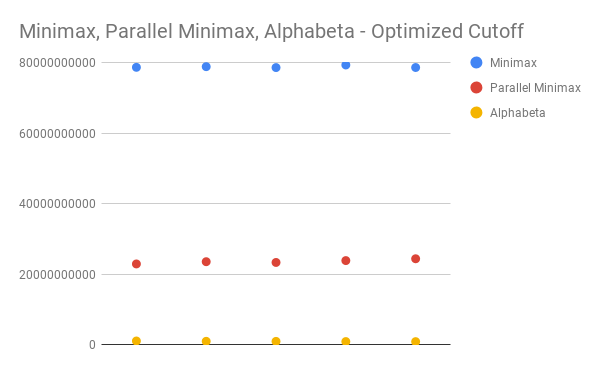 Minimax, Parallel Minimax, Alphabeta - Optimized Cutoff
80000000000
60000000000
40000000000
20000000000
0
Minimax
Parallel Minimax
Alphabeta